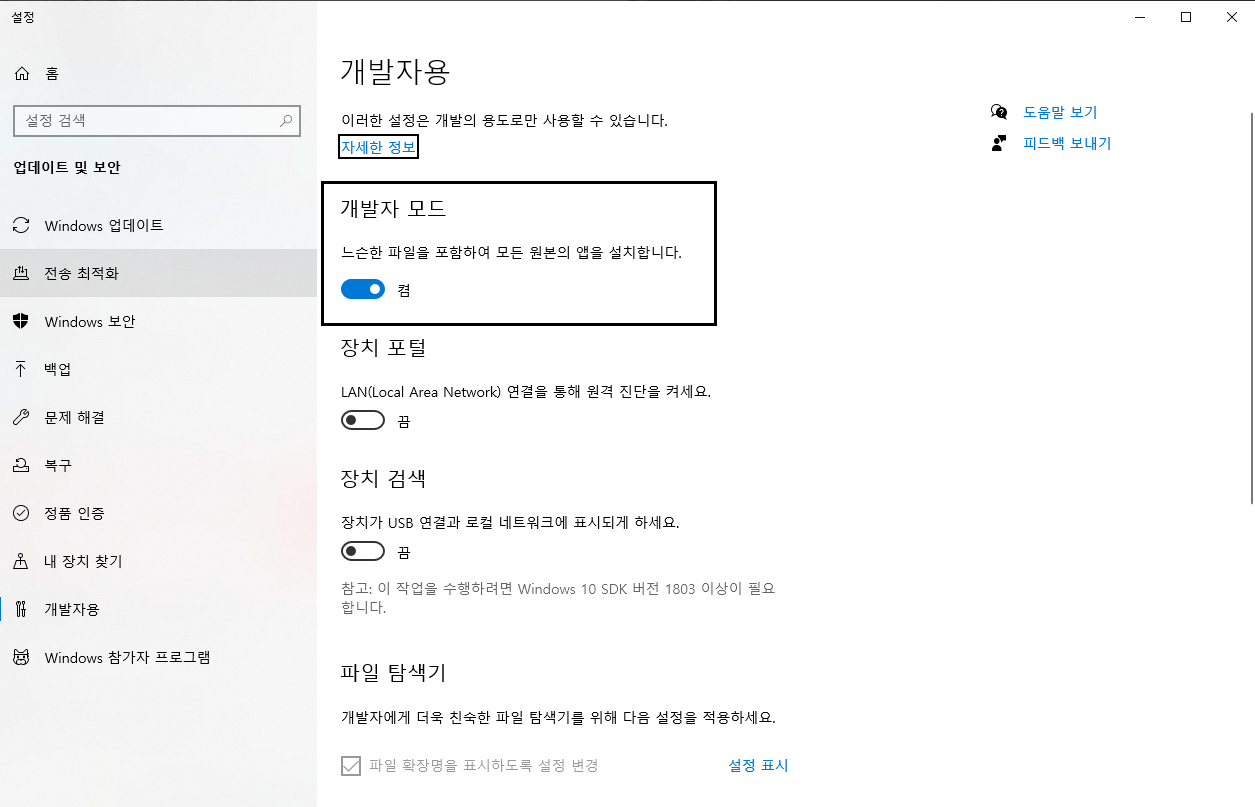 설정
홈
설정 검색
업데이트 및 보안
Windows 업데이트
전송 최적화
Windows 보안
백업
문제 해결
복구
정품 인증
내 장치 찾기
개발자용
Windows 참가자 프로그램
개발자용
이러한 설정은 개발의 용도로만 사용할 수 있습니다.
자세한 정보
개발자 모드
느슨한 파일을 포함하여 모든 원본의 앱을 설치합니다.
켬
장치 포털
LAN(Local Area Network) 연결을 통해 원격 진단을 켜세요.
끔
장치 검색
장치가 USB 연결과 로컬 네트워크에 표시되게 하세요.
끔
참고: 이 작업을 수행하려면 Windows 10 SDK 버전 1803 이상이 필요
합니다.
파일 탐색기
개발자에게 더욱 친숙한 파일 탐색기를 위해 다음 설정을 적용하세요.
파일 확장명을 표시하도록 설정 변경
설정 표시
도움말 보기
피드백 보내기